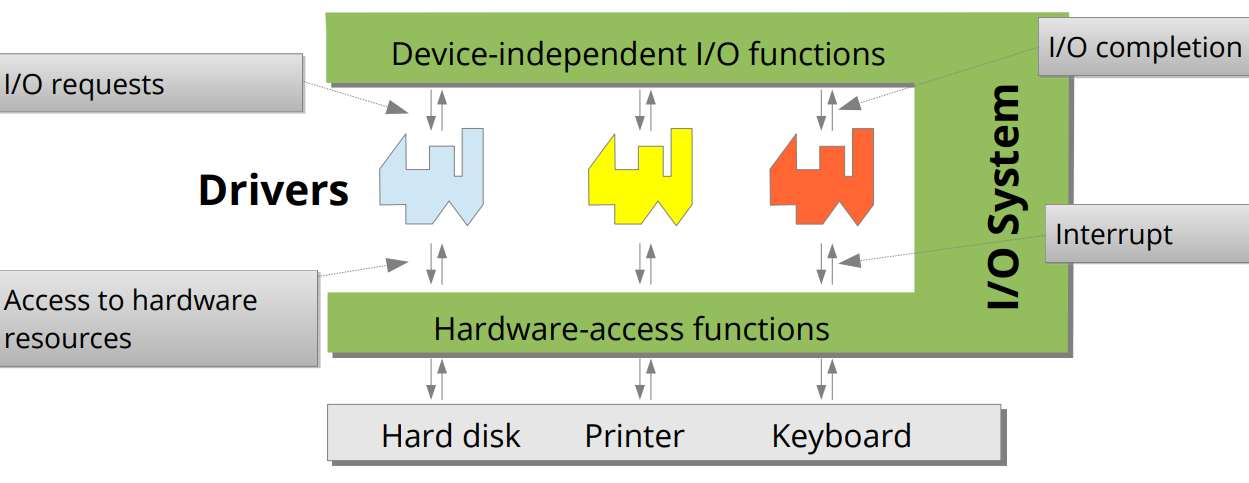 Device-independent I/O functions
I/O completion
I/O requests
I/O System
Drivers
Interrupt
Access to hardware
resources
Hardware-access functions
Hard disk
Printer
Keyboard